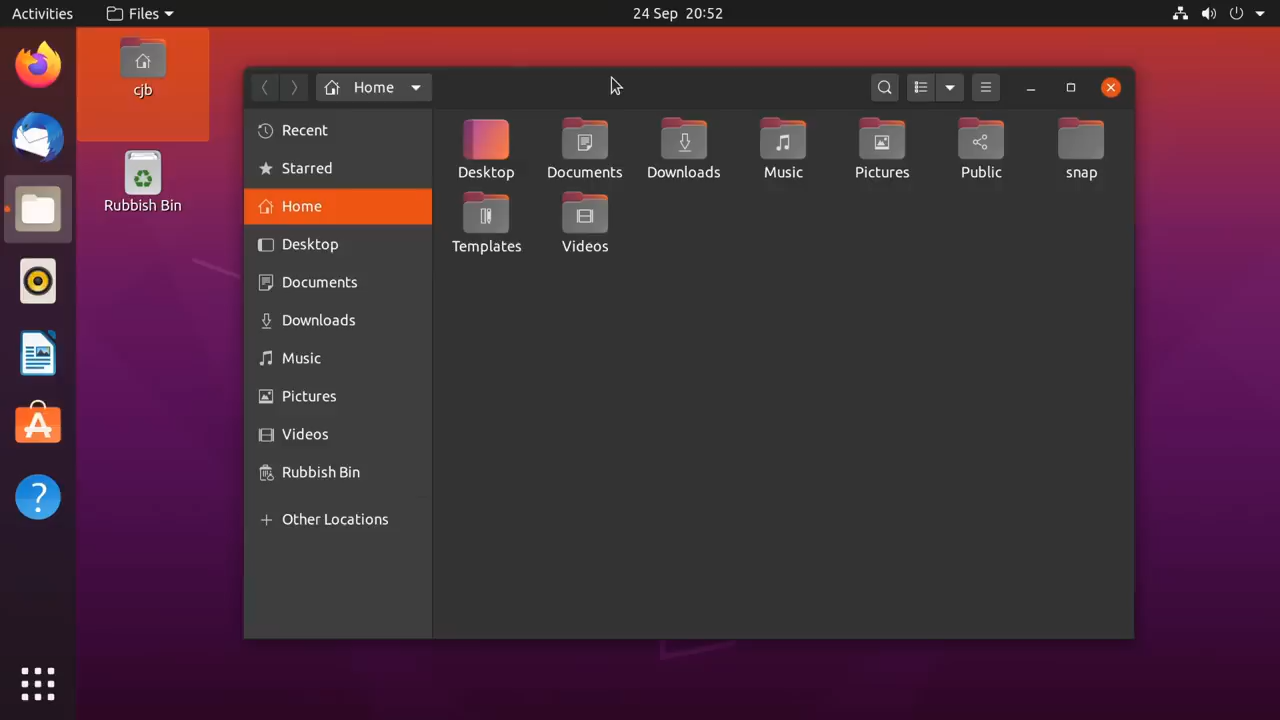 Activities Files 24 Sep 20:52
cjb
Rubbish Bin
Home
Recent
Starred
Home
Desktop
Documents
Downloads
Music
Pictures
Videos
Rubbish Bin
Other Locations
Desktop Documents Downloads Music Pictures Public snap
Templates Videos